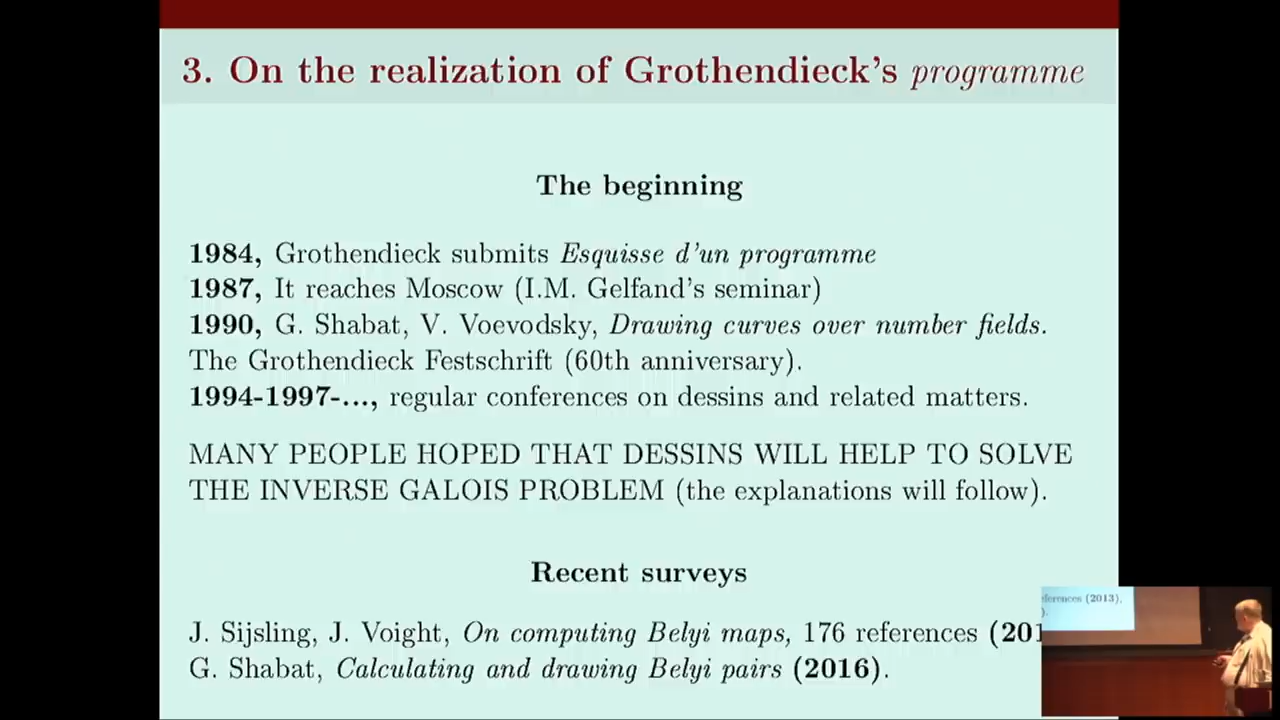 3. On the realization of Grothendieck's programme
The beginning
1984, Grothendieck submits Esquisse d'un programme
1987, It reaches Moscow (I.M. Gelfand's seminar)
1990, G. Shabat, V. Voevodsky, Drawing curves over number fields.
The Grothendieck Festschrift (60th anniversary).
1994-1997-..., regular conferences on dessins and related matters.
MANY PEOPLE HOPED THAT DESSINS WILL HELP TO SOLVE
THE INVERSE GALOIS PROBLEM (the explanations will follow).
Recent surveys
J. Sijsling, J. Voight, On computing Belyi maps, 176 references (201
G. Shabat, Calculating and drawing Belyi pairs (2016).
ferences (2013),
).